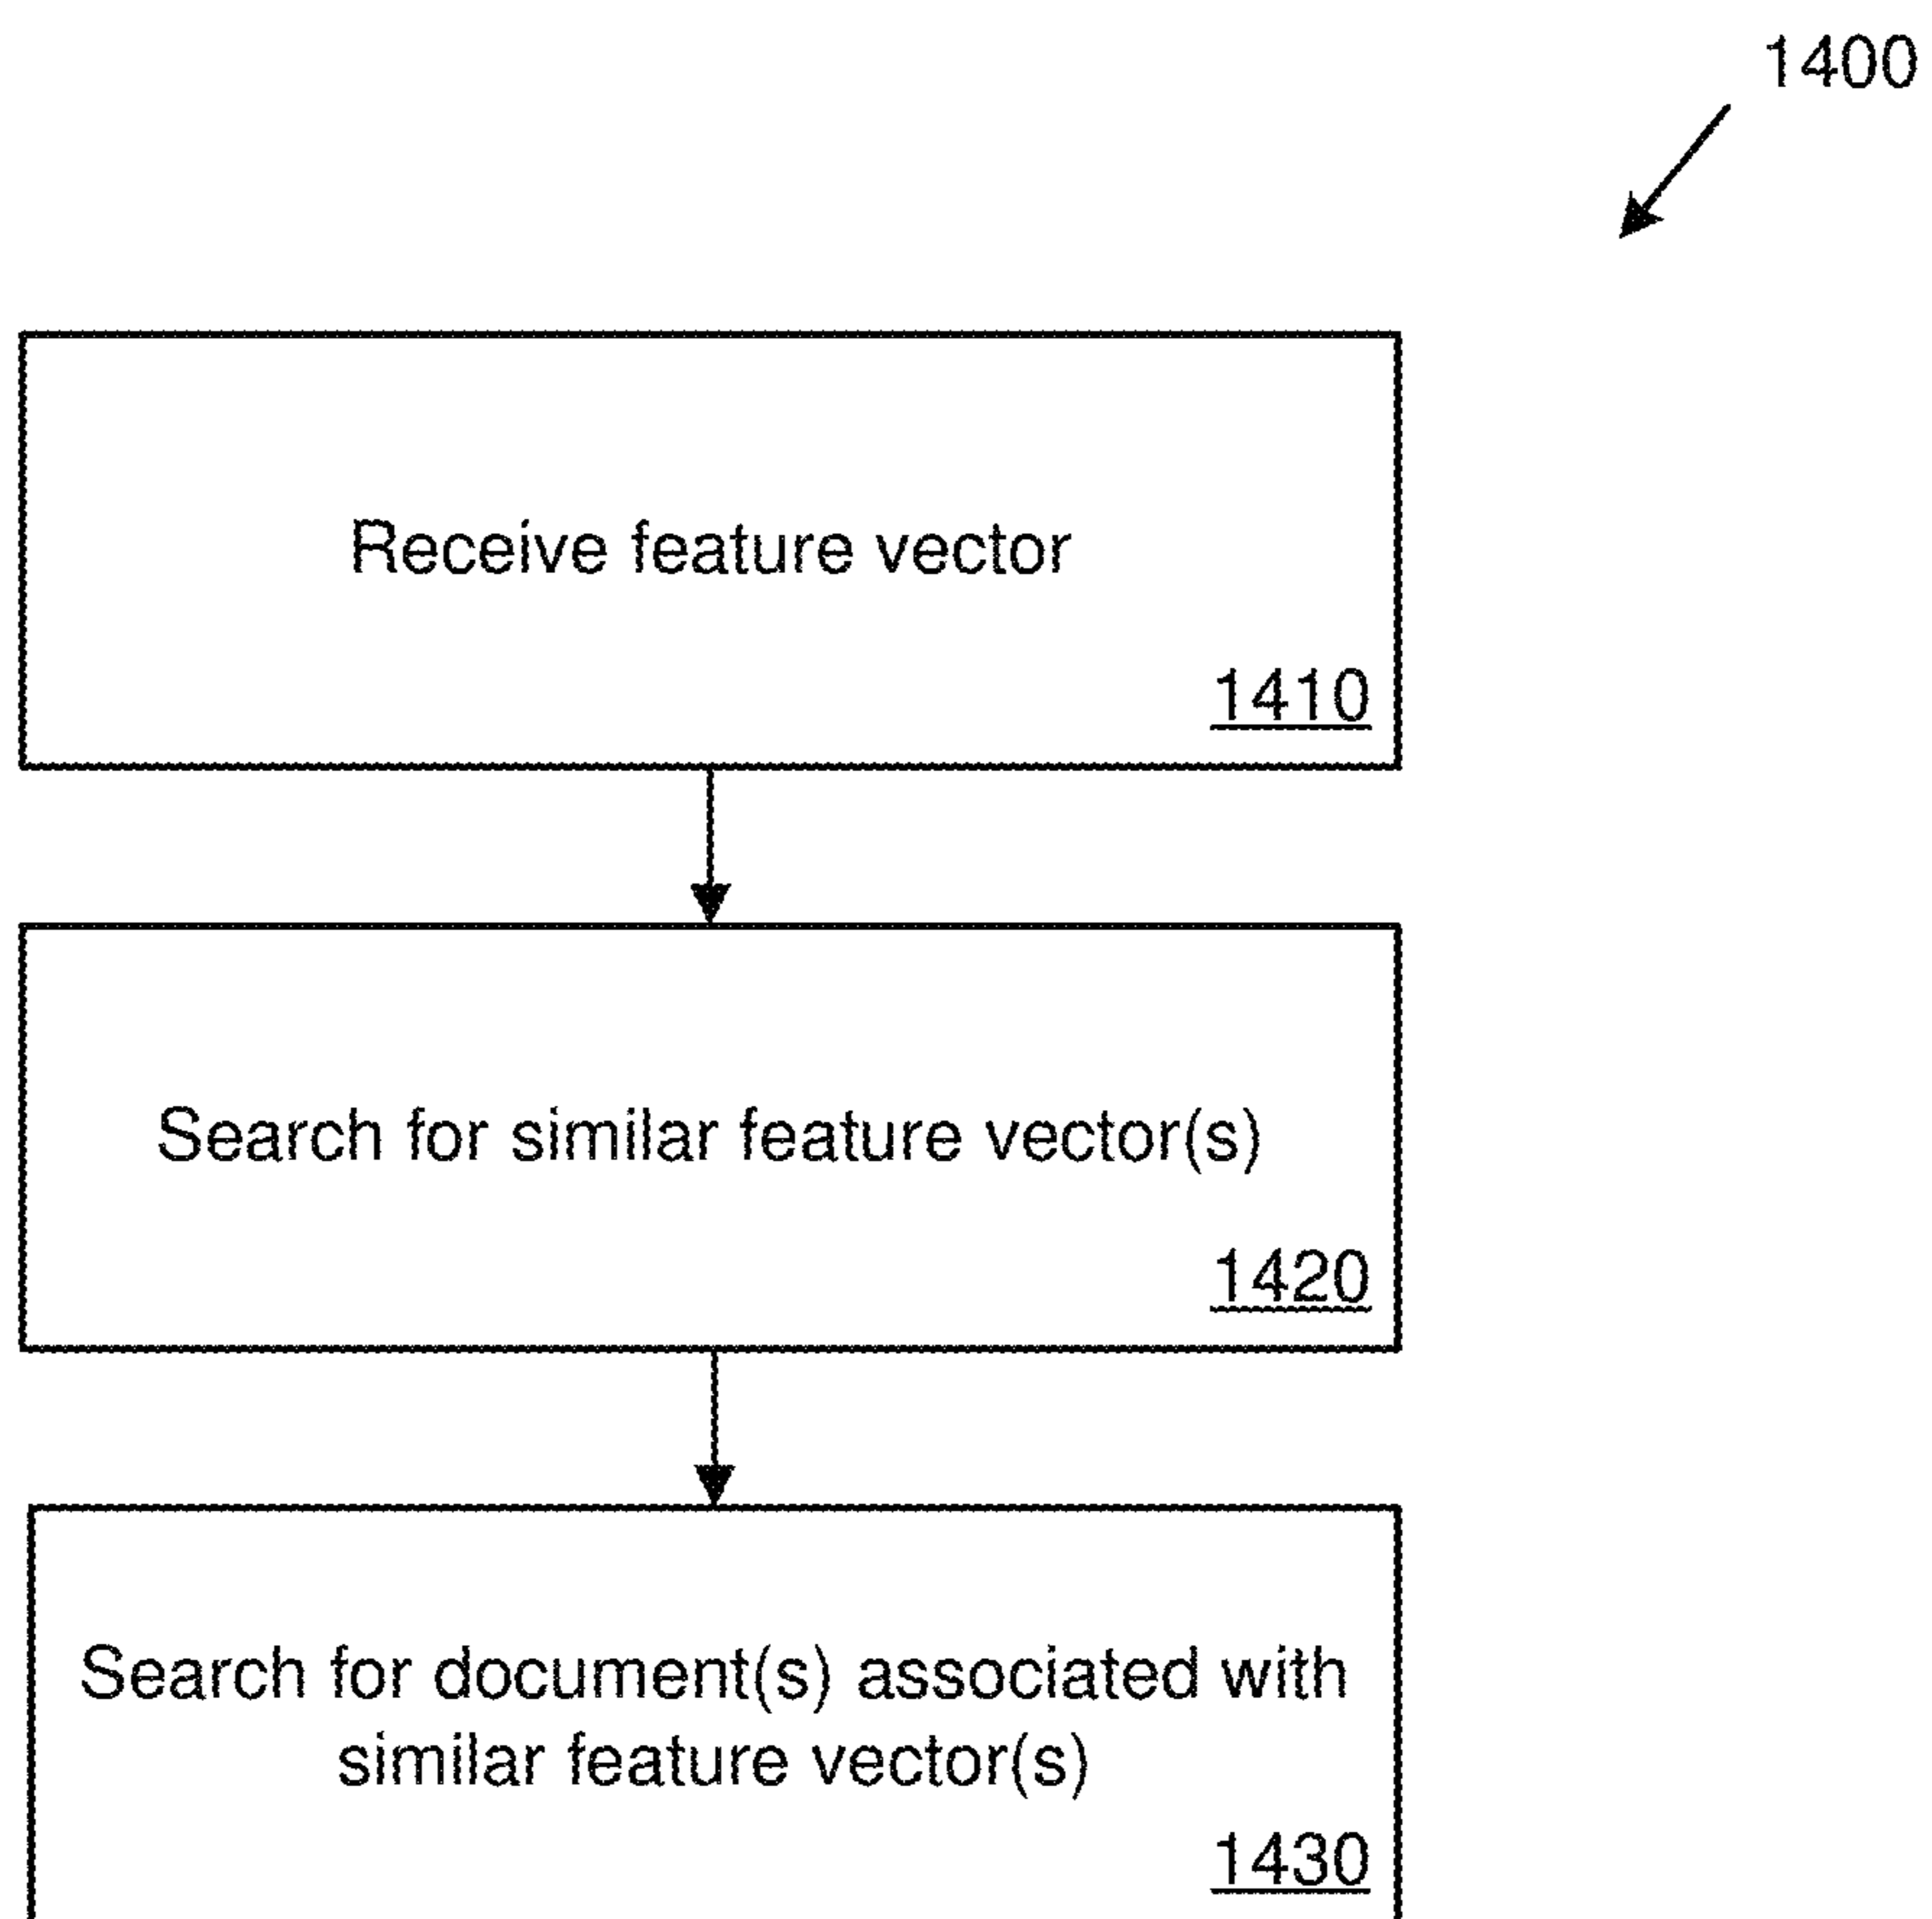 1400
Receive feature vector
1410
Search for similar feature vector(s)
1420
Search for document(s) associated with
similar feature vector(s)
1430